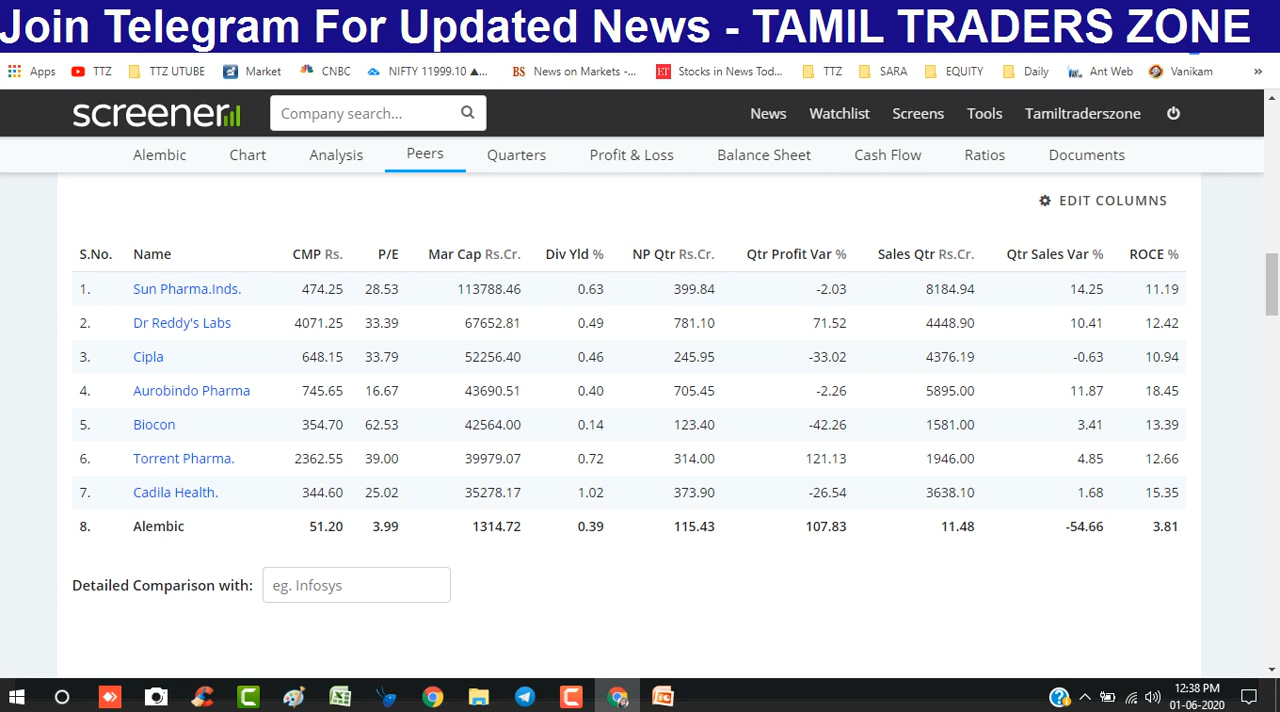 Join Telegram For Updated News - TAMIL TRADERS ZONE
Apps TTZ TTZ UTUBE Market CNBC NIFTY 11999.10 ▲... BS News on Markets -... ET Stocks in News Tod... TTZ SARA EQUITY Daily Ant Web Vanikam »
screener Company search... News Watchlist Screens Tools Tamiltraderszone
Alembic Chart Analysis Peers Quarters Profit & Loss Balance Sheet Cash Flow Ratios Documents
EDIT COLUMNS
S.No. Name CMP Rs. P/E Mar Cap Rs.Cr. Div Yld % NP Qtr Rs.Cr. Qtr Profit Var % Sales Qtr Rs.Cr. Qtr Sales Var % ROCE %
1. Sun Pharma.Inds. 474.25 28.53 113788.46 0.63 399.84 -2.03 8184.94 14.25 11.19
2. Dr Reddy's Labs 4071.25 33.39 67652.81 0.49 781.10 71.52 4448.90 10.41 12.42
3. Cipla 648.15 33.79 52256.40 0.46 245.95 -33.02 4376.19 -0.63 10.94
4. Aurobindo Pharma 745.65 16.67 43690.51 0.40 705.45 -2.26 5895.00 11.87 18.45
5. Biocon 354.70 62.53 42564.00 0.14 123.40 -42.26 1581.00 3.41 13.39
6. Torrent Pharma. 2362.55 39.00 39979.07 0.72 314.00 121.13 1946.00 4.85 12.66
7. Cadila Health. 344.60 25.02 35278.17 1.02 373.90 -26.54 3638.10 1.68 15.35
8. Alembic 51.20 3.99 1314.72 0.39 115.43 107.83 11.48 -54.66 3.81
Detailed Comparison with: eg. Infosys
12:38 PM
01-06-2020